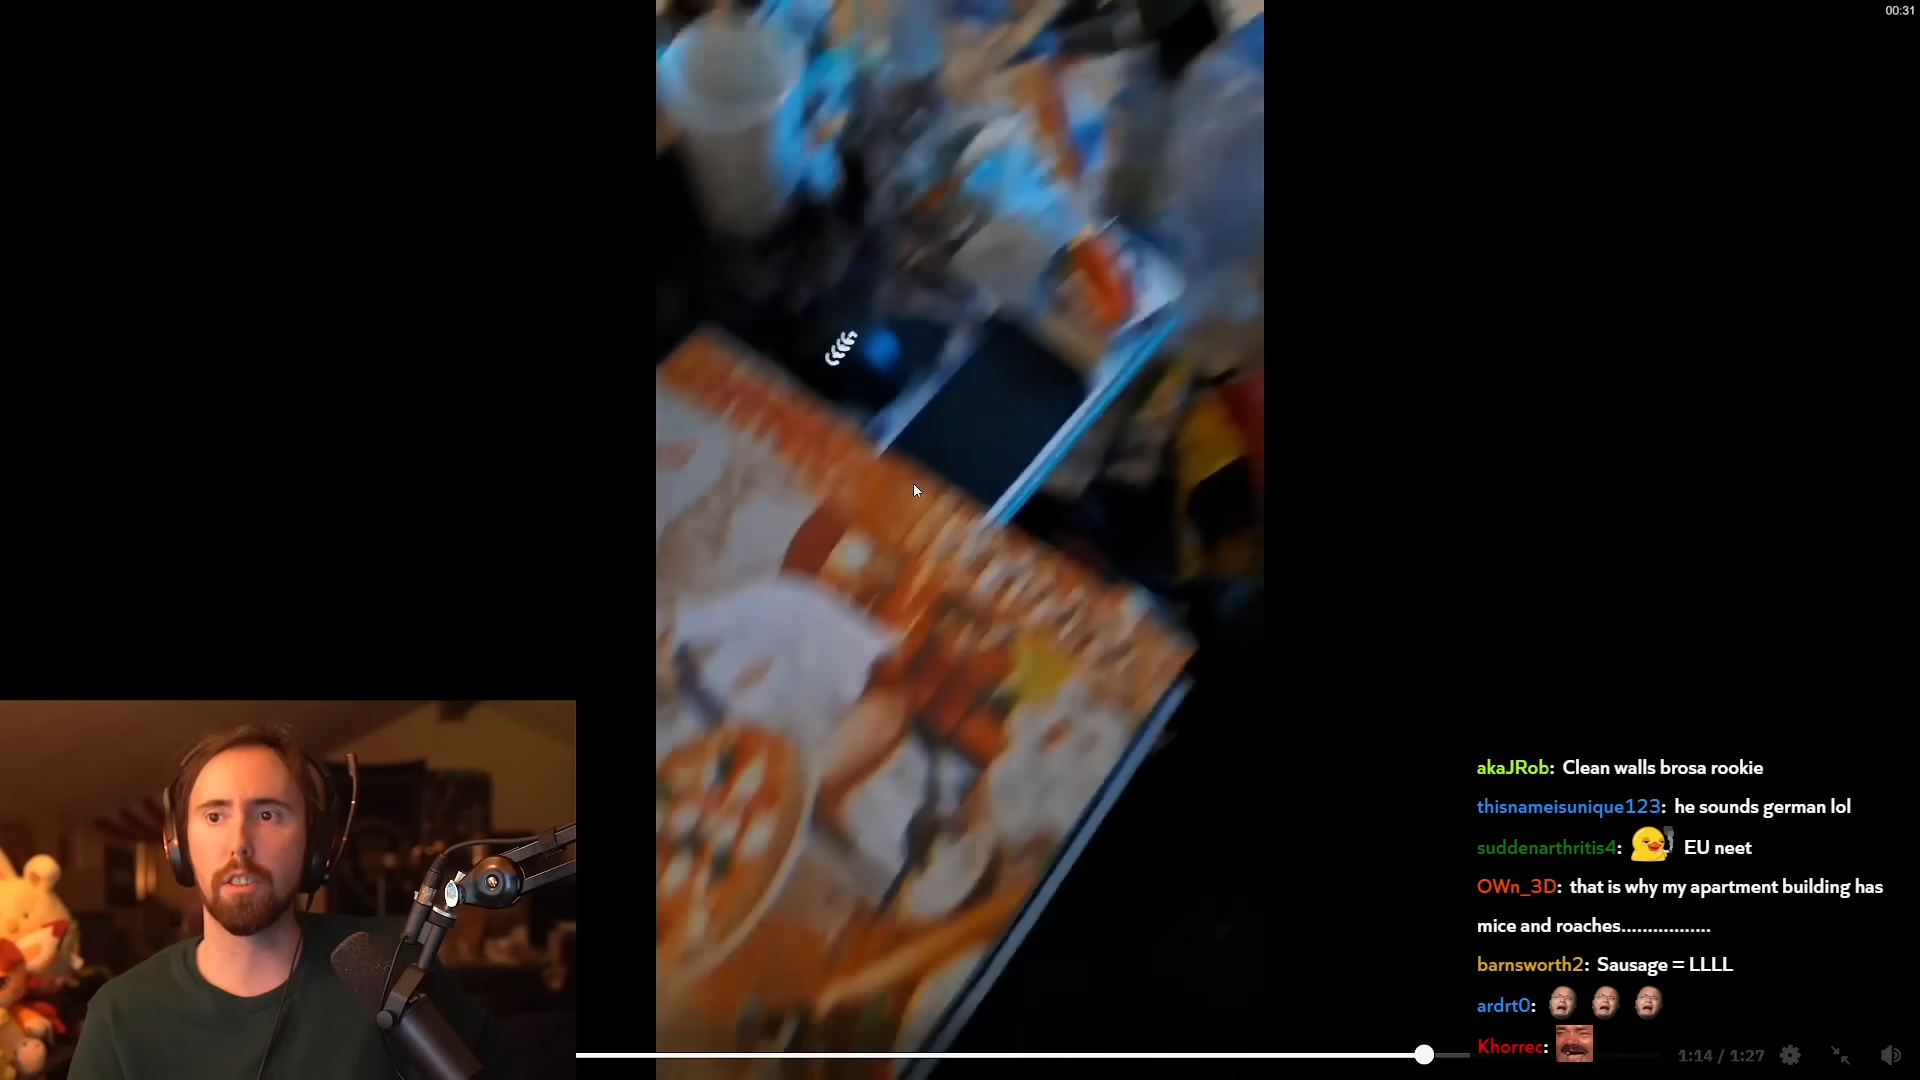 00:31
akaJRob: Clean walls brosa rookie
thisnameisunique123: he sounds german lol
suddenarthritis4: EU neet
OWn_3D: that is why my apartment building has
mice and roaches.................
barnsworth2: Sausage = LLLL
ardrt0:
Khorrec:
1:14 / 1:27